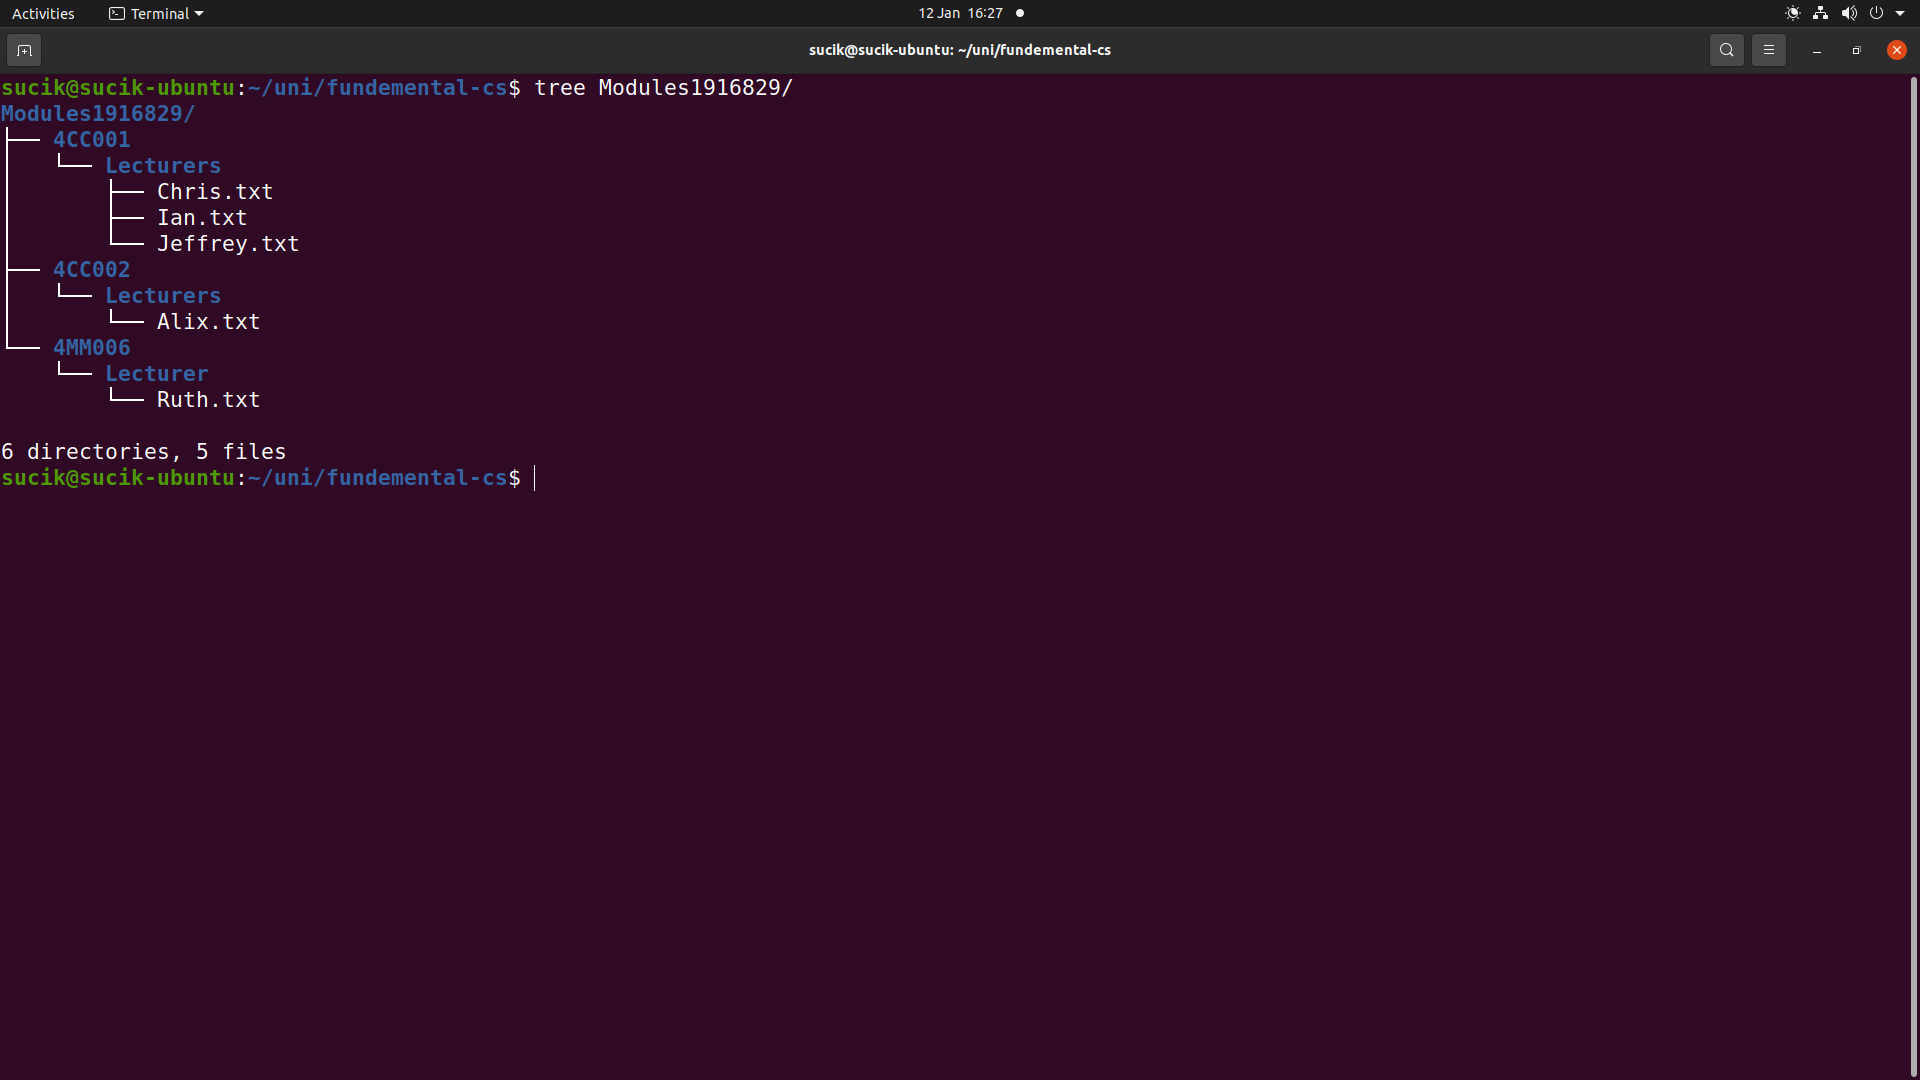 Activities Terminal 12 Jan 16:27
sucik@sucik-ubuntu: ~/uni/fundemental-cs
sucik@sucik-ubuntu:~/uni/fundemental-cs$ tree Modules1916829/
Modules1916829/
├── 4CC001
│   └── Lecturers
│       ├── Chris.txt
│       ├── Ian.txt
│       └── Jeffrey.txt
├── 4CC002
│   └── Lecturers
│       └── Alix.txt
└── 4MM006
    └── Lecturer
        └── Ruth.txt

6 directories, 5 files
sucik@sucik-ubuntu:~/uni/fundemental-cs$